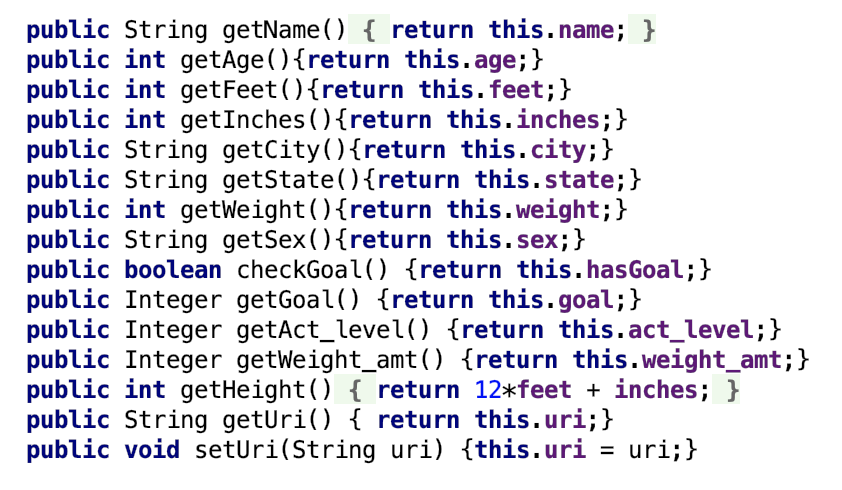 public String getName() { return this.name; }
public int getAge(){return this.age;}
public int getFeet(){return this.feet;}
public int getInches(){return this.inches;}
public String getCity(){return this.city;}
public String getState(){return this.state;}
public int getWeight(){return this.weight;}
public String getSex(){return this.sex;}
public boolean checkGoal() {return this.hasGoal;}
public Integer getGoal() {return this.goal;}
public Integer getAct_level() {return this.act_level;}
public Integer getWeight_amt() {return this.weight_amt;}
public int getHeight() { return 12*feet + inches; }
public String getUri() { return this.uri;}
public void setUri(String uri) {this.uri = uri;}